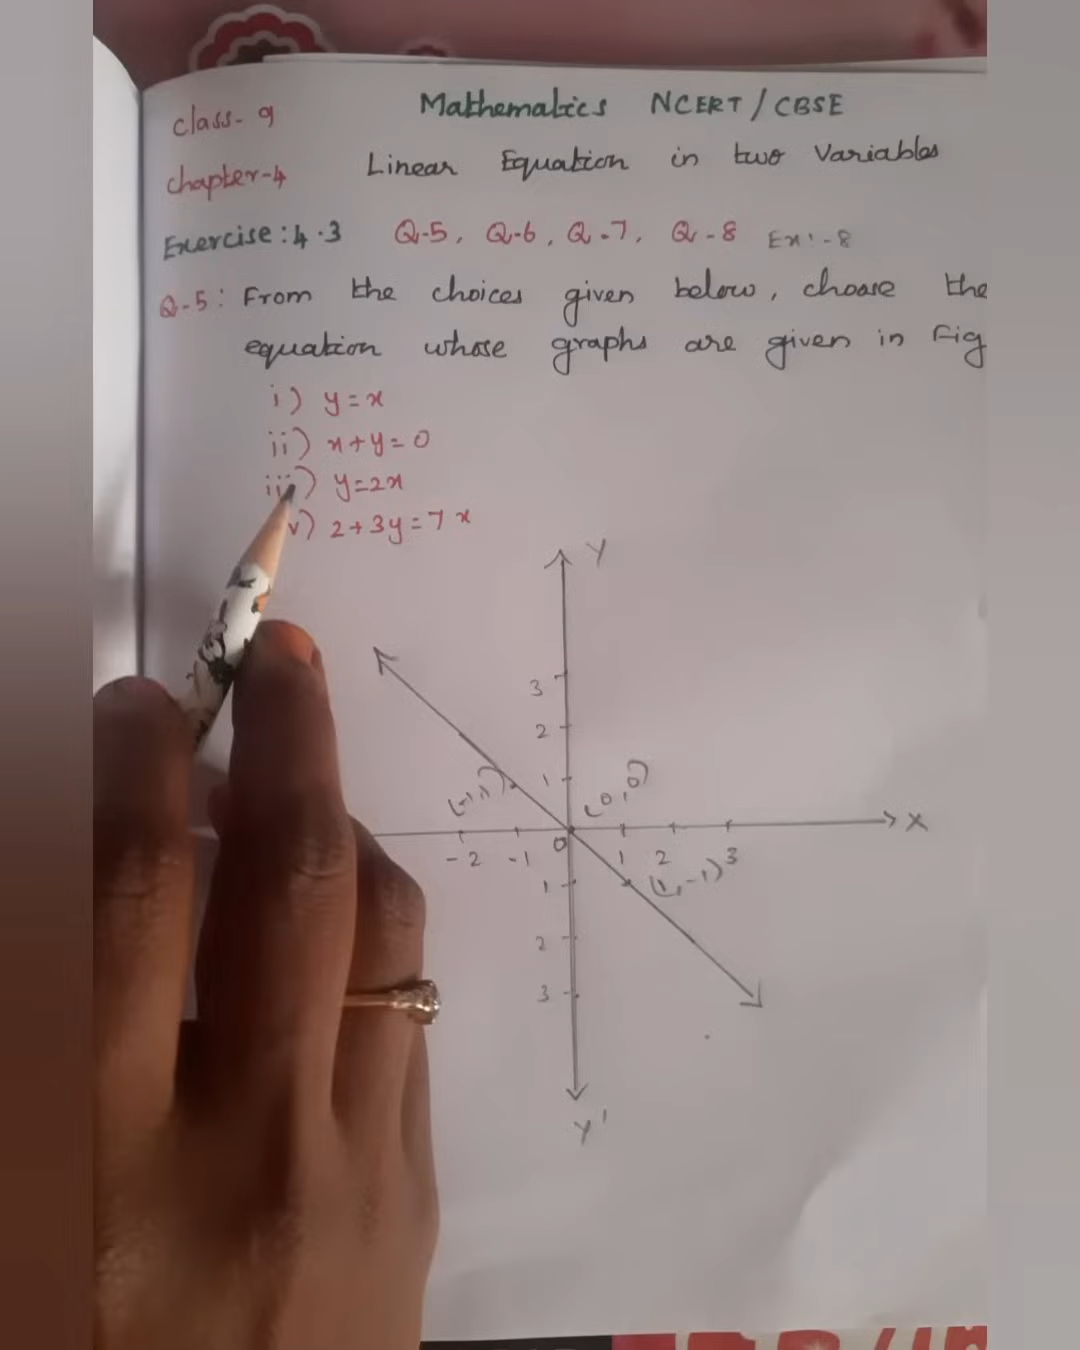 class-9 Mathematics NCERT/CBSE
chapter-4 Linear Equation in two Variables
Exercise:4.3 Q-5, Q-6, Q-7, Q-8 Ex:-8
Q-5: From the choices given below, choose the
equation whose graphs are given in Fig
i) y=x
ii) x+y=0
iii) y=2x
v) 2+3y=7x
Y
3
2
1
(-1,1)
(0,0)
X
-2 -1 0 1 2 3
(1,-1)
1
2
3
Y'